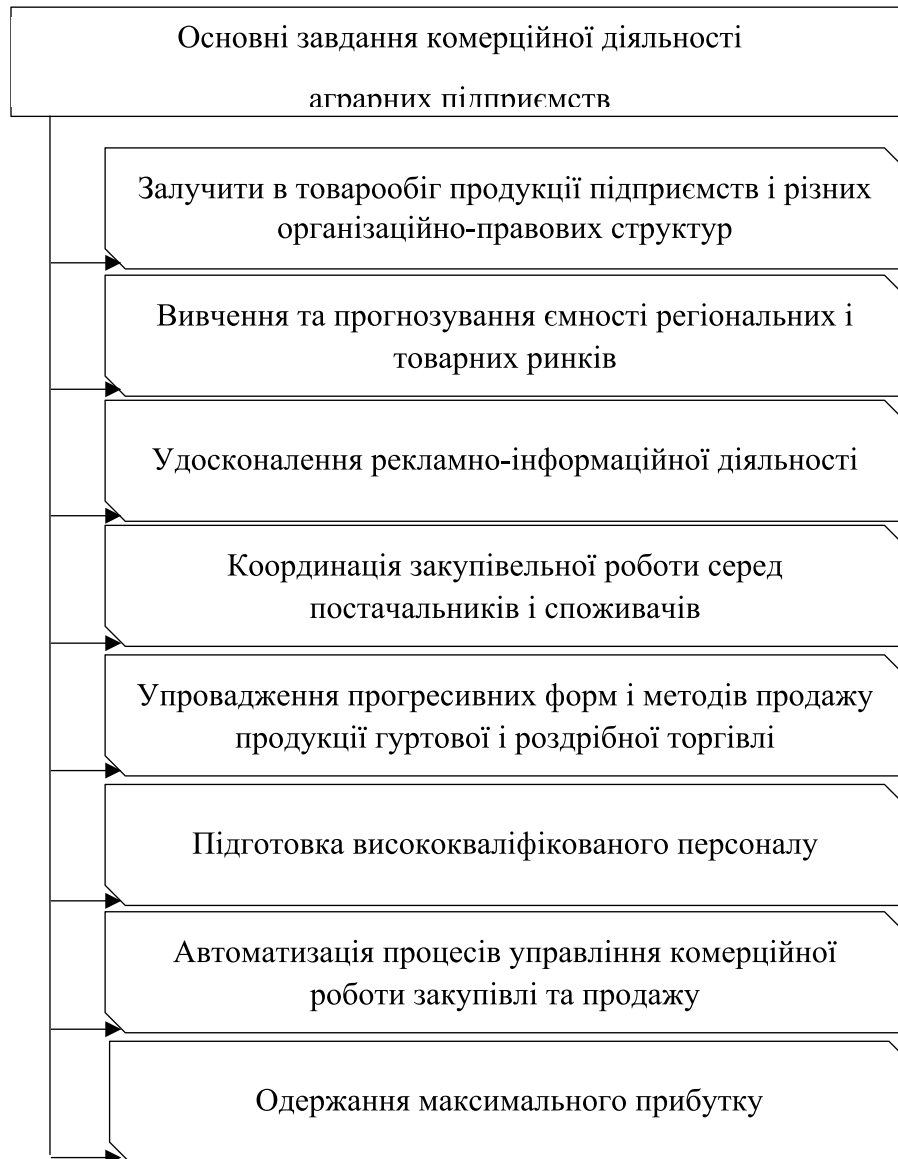 Основні завдання комерційної діяльності
аграрних підприємств
Залучити в товарообіг продукції підприємств і різних
організаційно-правових структур
Вивчення та прогнозування ємності регіональних і
товарних ринків
Удосконалення рекламно-інформаційної діяльності
Координація закупівельної роботи серед
постачальників і споживачів
Упровадження прогресивних форм і методів продажу
продукції гуртової і роздрібної торгівлі
Підготовка висококваліфікованого персоналу
Автоматизація процесів управління комерційної
роботи закупівлі та продажу
Одержання максимального прибутку